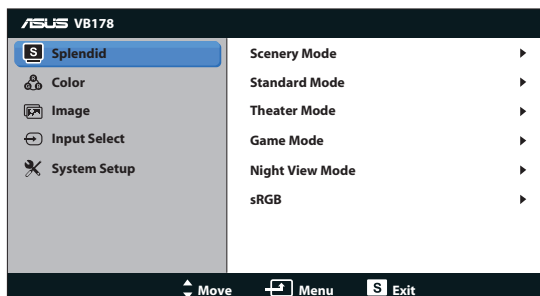 ASUS VB178
S Splendid
Color
Image
Input Select
System Setup
Scenery Mode
Standard Mode
Theater Mode
Game Mode
Night View Mode
sRGB
Move Menu S Exit